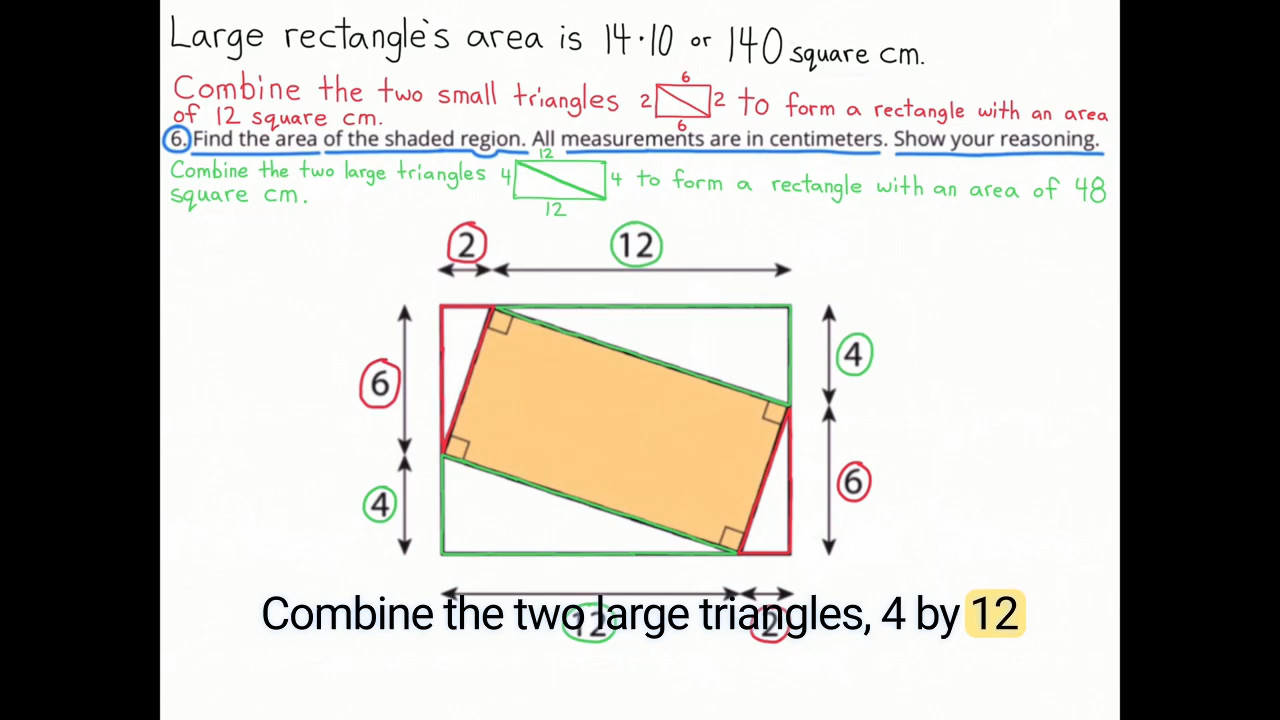 Large rectangle's area is 14·10 or 140 square cm.
6
Combine the two small triangles 2 2 to form a rectangle with an area
6
of 12 square cm.
6. Find the area of the shaded region. All measurements are in centimeters. Show your reasoning.
12
Combine the two large triangles 4 4 to form a rectangle with an area of 48
square cm.
12
2 12
4
6
6
4
12 2
Combine the two large triangles, 4 by 12